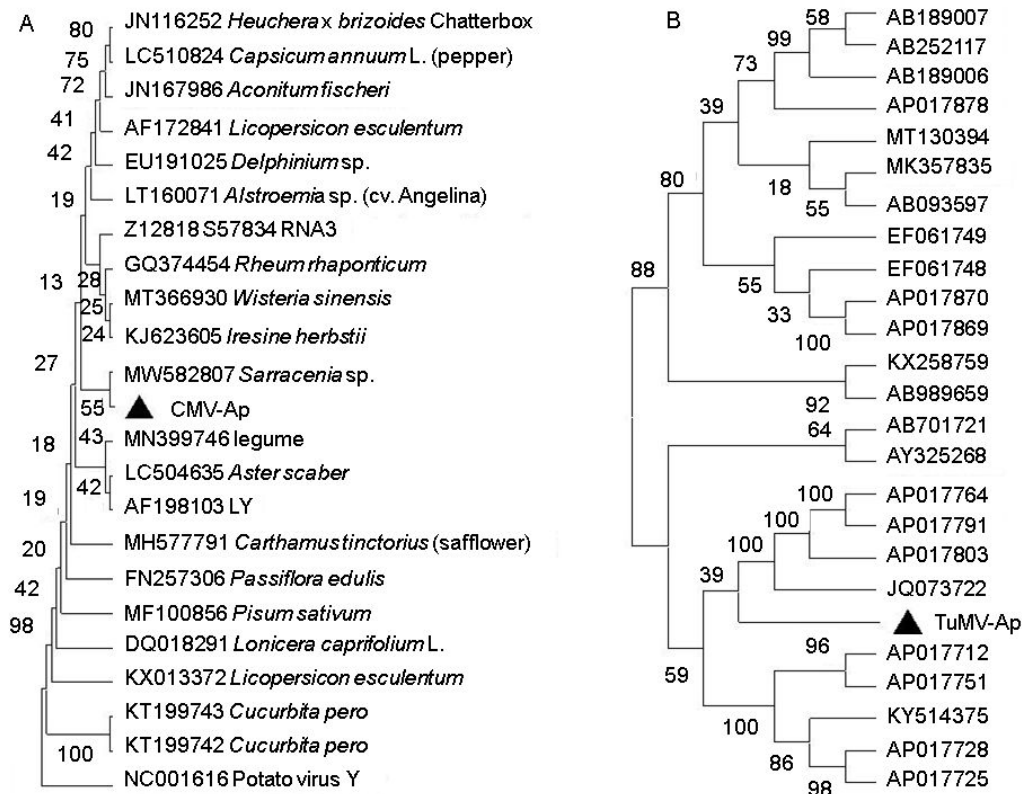 A
80
JN116252 Heuchera x brizoides Chatterbox
75
LC510824 Capsicum annuum L. (pepper)
72
JN167986 Aconitum fischeri
41
AF172841 Licopersicon esculentum
42
EU191025 Delphinium sp.
19
LT160071 Alstroemia sp. (cv. Angelina)
Z12818 S57834 RNA3
13
28
GQ374454 Rheum rhaponticum
25
MT366930 Wisteria sinensis
24
KJ623605 Iresine herbstii
27
MW582807 Sarracenia sp.
55
CMV-Ap
18
43
MN399746 legume
42
LC504635 Aster scaber
19
AF198103 LY
20
MH577791 Carthamus tinctorius (safflower)
42
FN257306 Passiflora edulis
98
MF100856 Pisum sativum
DQ018291 Lonicera caprifolium L.
KX013372 Licopersicon esculentum
KT199743 Cucurbita pero
100
KT199742 Cucurbita pero
NC001616 Potato virus Y
B
58
AB189007
99
AB252117
73
AB189006
39
AP017878
MT130394
80
18
MK357835
55
AB093597
EF061749
88
55
EF061748
33
AP017870
100
AP017869
KX258759
92
AB989659
64
AB701721
AY325268
100
AP017764
100
AP017791
100
AP017803
39
JQ073722
TuMV-Ap
59
96
AP017712
AP017751
100
KY514375
86
AP017728
98
AP017725